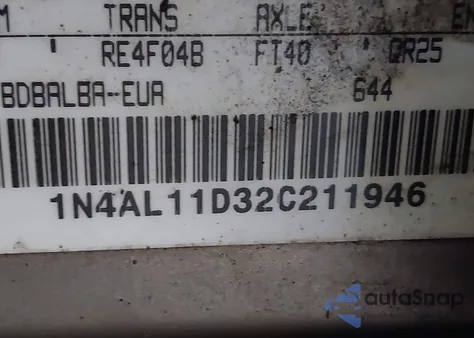 M TRANS AXLE E
RE4F04B FT40 QR25
BDBALBA-EUA 644
1N4AL11D32C211946
autoSnap